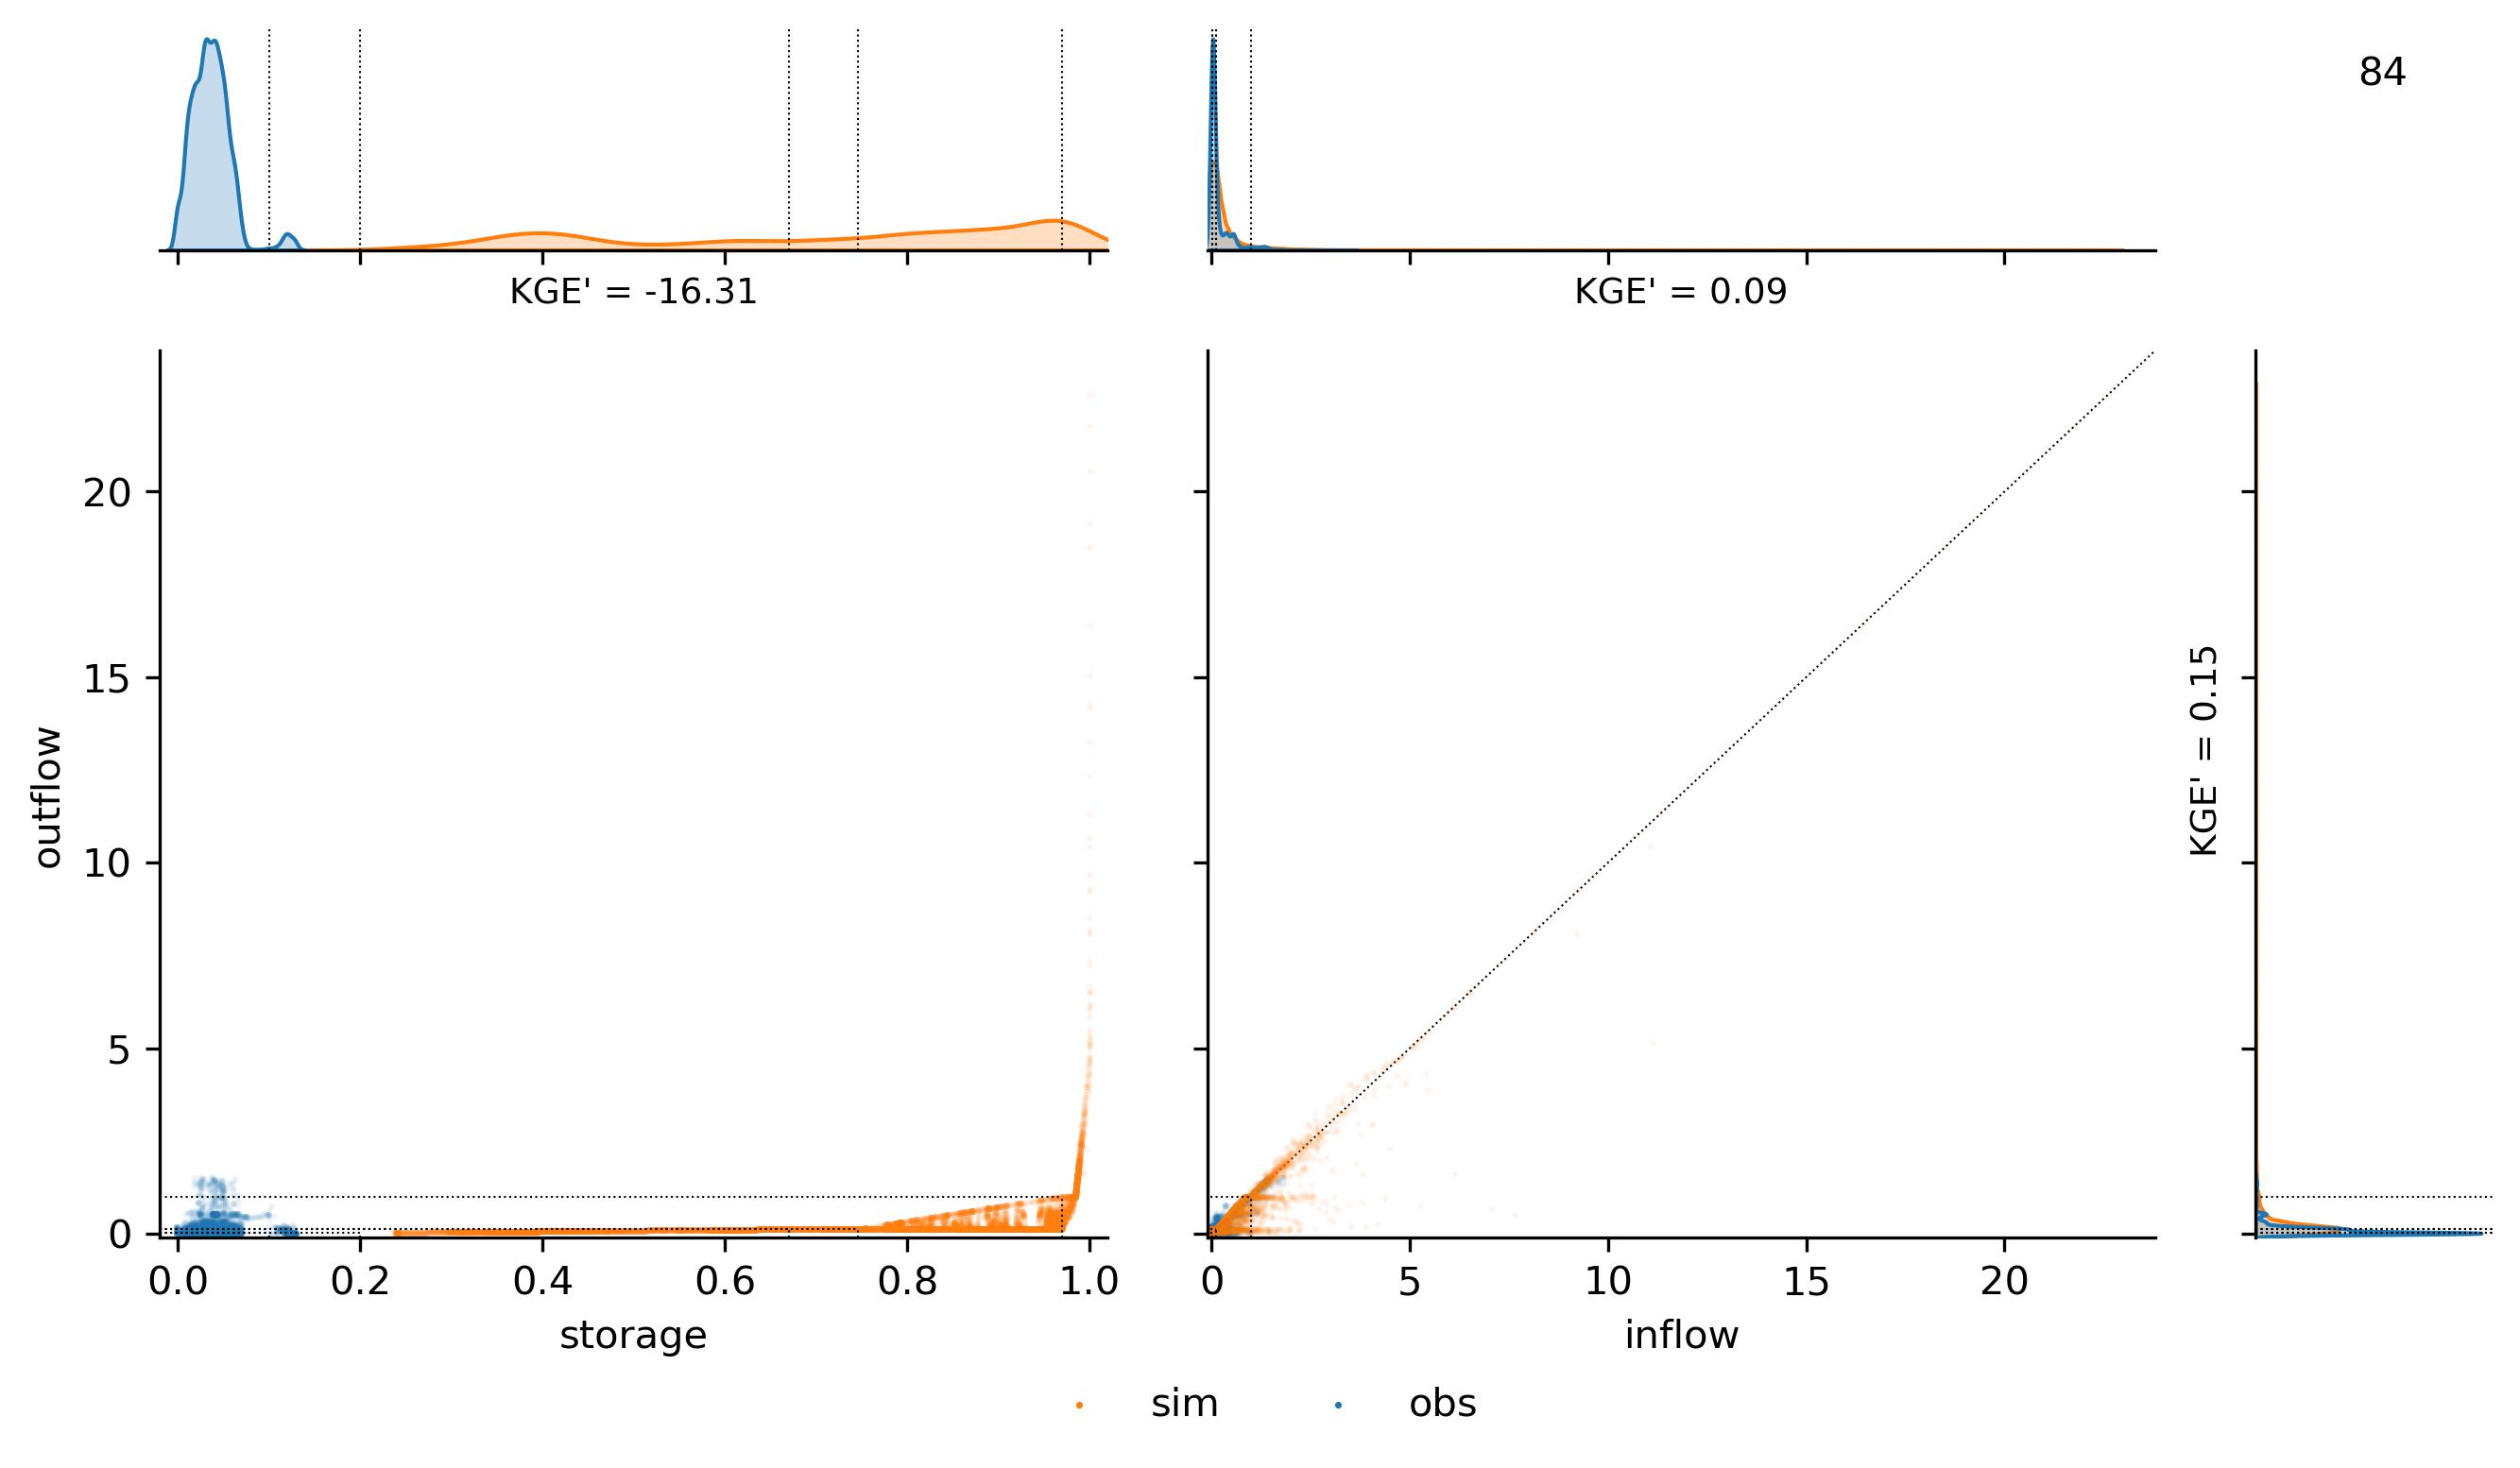 84
KGE' = -16.31
KGE' = 0.09
outflow
20
15
10
5
0
KGE' = 0.15
0.0 0.2 0.4 0.6 0.8 1.0
0 5 10 15 20
storage
inflow
sim obs